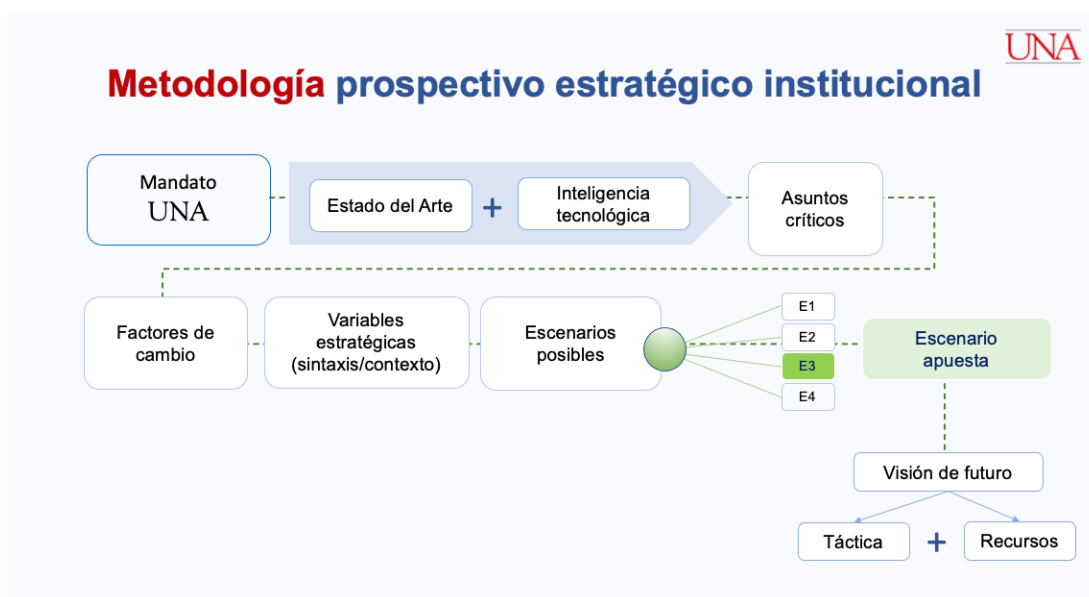 UNA
Metodología prospectivo estratégico institucional
Mandato
UNA
Estado del Arte
+
Inteligencia
tecnológica
Asuntos
críticos
Factores de
cambio
Variables
estratégicas
(sintaxis/contexto)
Escenarios
posibles
E1
E2
E3
E4
Escenario
apuesta
Visión de futuro
Táctica
+
Recursos